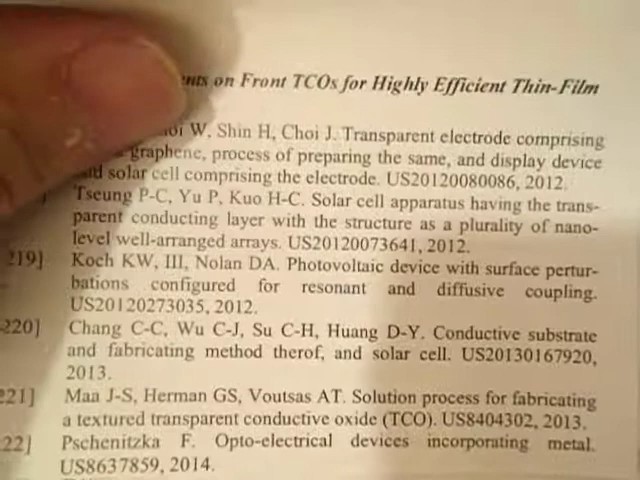 on Front TCOs for Highly Efficient Thin-Film
W, Shin H, Choi J. Transparent electrode comprising
graphene, process of preparing the same, and display device
solar cell comprising the electrode. US20120080086, 2012.
Tseung P-C, Yu P, Kuo H-C. Solar cell apparatus having the trans-
parent conducting layer with the structure as a plurality of nano-
level well-arranged arrays. US20120073641, 2012.
219] Koch KW, III, Nolan DA. Photovoltaic device with surface pertur-
bations configured for resonant and diffusive coupling.
US20120273035, 2012.
220] Chang C-C, Wu C-J, Su C-H, Huang D-Y. Conductive substrate
and fabricating method therof, and solar cell. US20130167920,
2013.
221] Maa J-S, Herman GS, Voutsas AT. Solution process for fabricating
a textured transparent conductive oxide (TCO). US8404302, 2013.
22] Pschenitzka F. Opto-electrical devices incorporating metal.
US8637859, 2014.